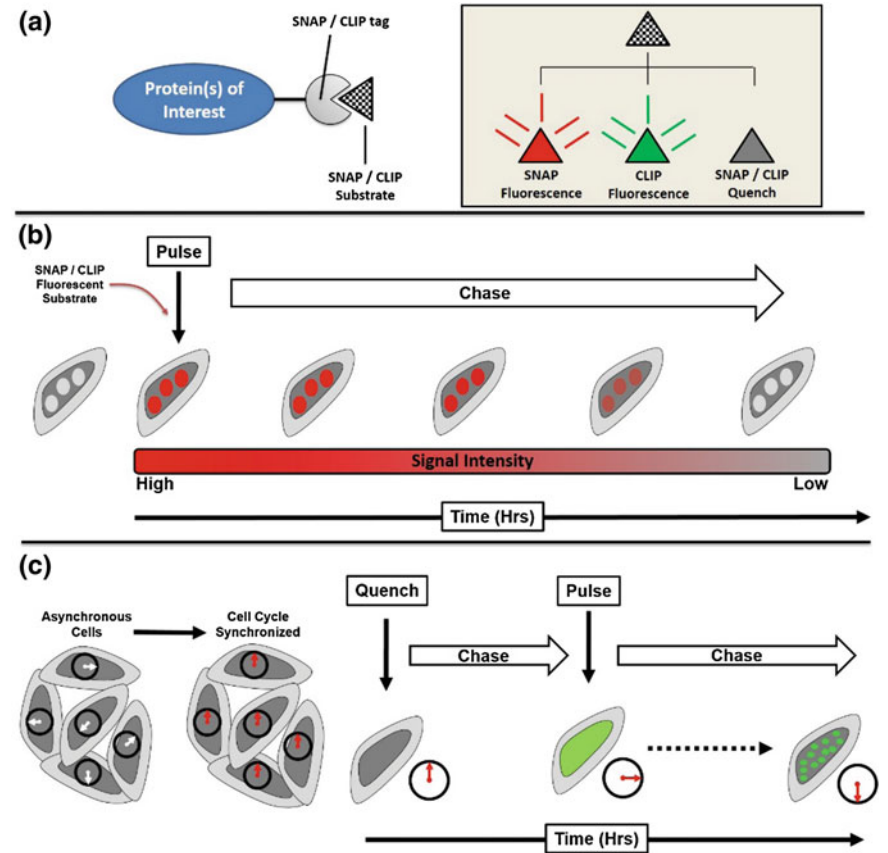 (a)
SNAP / CLIP tag
Protein(s) of
Interest
SNAP / CLIP
Substrate
SNAP
Fluorescence
CLIP
Fluorescence
SNAP / CLIP
Quench
(b)
Pulse
SNAP / CLIP
Fluorescent
Substrate
Chase
Signal Intensity
High
Low
Time (Hrs)
(c)
Asynchronous
Cells
Cell Cycle
Synchronized
Quench
Pulse
Chase
Chase
Time (Hrs)